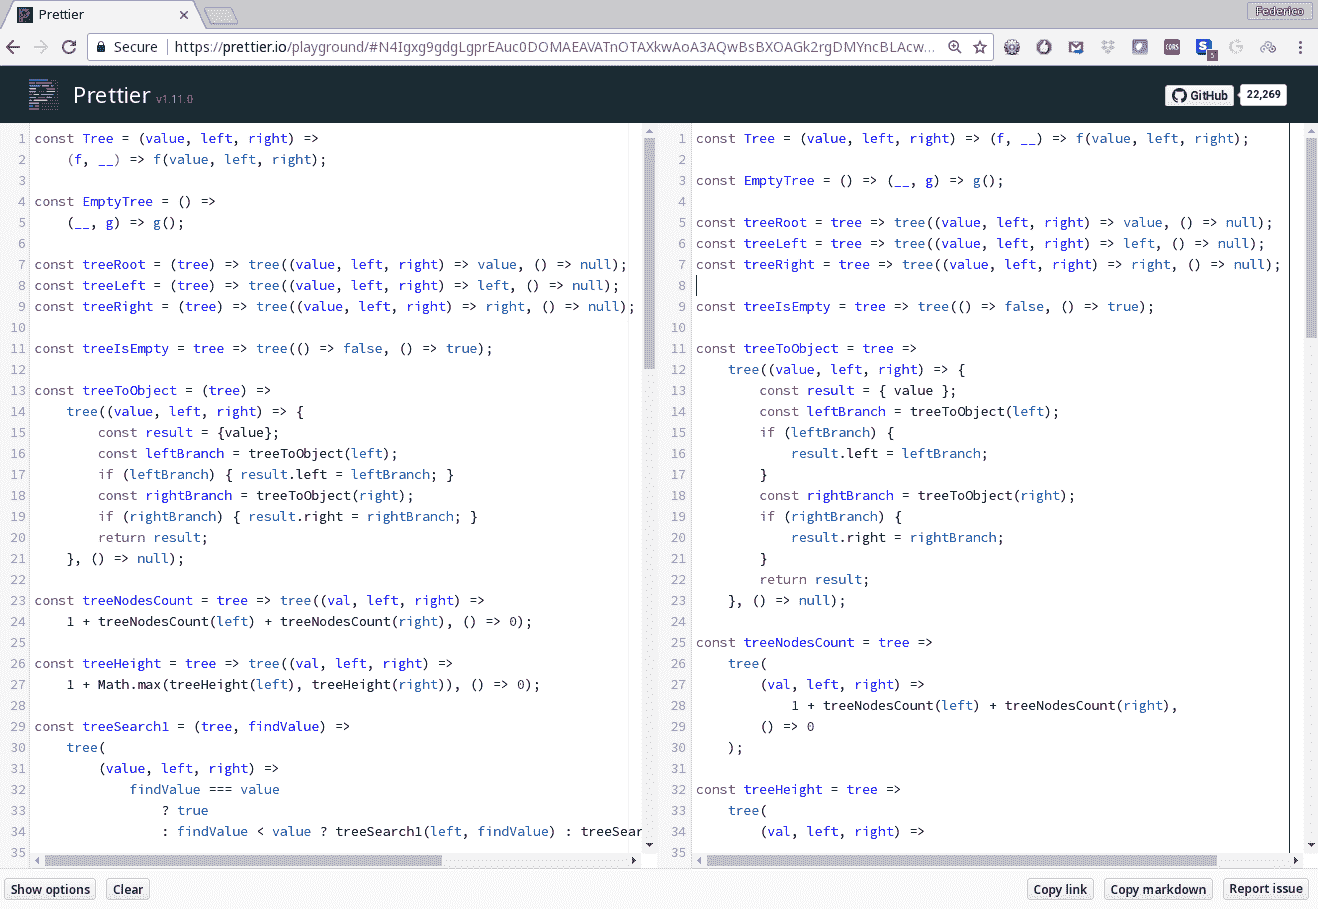 Prettier
Federico
Secure
https://prettier.io/playground/#N4Igxg9gdgLgprEAuc0DOMAEAVATnOTAXkwAoA3AQwBsBXOAGk2rgDMYncBLAcw...
Prettier v1.11.0
GitHub
22,269
1 const Tree = (value, left, right) =>
2 (f, __) => f(value, left, right);
3
4 const EmptyTree = () =>
5 (__, g) => g();
6
7 const treeRoot = (tree) => tree((value, left, right) => value, () => null);
8 const treeLeft = (tree) => tree((value, left, right) => left, () => null);
9 const treeRight = (tree) => tree((value, left, right) => right, () => null);
10
11 const treeIsEmpty = tree => tree(() => false, () => true);
12
13 const treeToObject = (tree) =>
14 tree((value, left, right) => {
15 const result = {value};
16 const leftBranch = treeToObject(left);
17 if (leftBranch) { result.left = leftBranch; }
18 const rightBranch = treeToObject(right);
19 if (rightBranch) { result.right = rightBranch; }
20 return result;
21 }, () => null);
22
23 const treeNodesCount = tree => tree((val, left, right) =>
24 1 + treeNodesCount(left) + treeNodesCount(right), () => 0);
25
26 const treeHeight = tree => tree((val, left, right) =>
27 1 + Math.max(treeHeight(left), treeHeight(right)), () => 0);
28
29 const treeSearch1 = (tree, findValue) =>
30 tree(
31 (value, left, right) =>
32 findValue === value
33 ? true
34 : findValue < value ? treeSearch1(left, findValue) : treeSear
35
1 const Tree = (value, left, right) => (f, __) => f(value, left, right);
2
3 const EmptyTree = () => (__, g) => g();
4
5 const treeRoot = tree => tree((value, left, right) => value, () => null);
6 const treeLeft = tree => tree((value, left, right) => left, () => null);
7 const treeRight = tree => tree((value, left, right) => right, () => null);
8
9 const treeIsEmpty = tree => tree(() => false, () => true);
10
11 const treeToObject = tree =>
12 tree((value, left, right) => {
13 const result = { value };
14 const leftBranch = treeToObject(left);
15 if (leftBranch) {
16 result.left = leftBranch;
17 }
18 const rightBranch = treeToObject(right);
19 if (rightBranch) {
20 result.right = rightBranch;
21 }
22 return result;
23 }, () => null);
24
25 const treeNodesCount = tree =>
26 tree(
27 (val, left, right) =>
28 1 + treeNodesCount(left) + treeNodesCount(right),
29 () => 0
30 );
31
32 const treeHeight = tree =>
33 tree(
34 (val, left, right) =>
35
Show options
Clear
Copy link
Copy markdown
Report issue